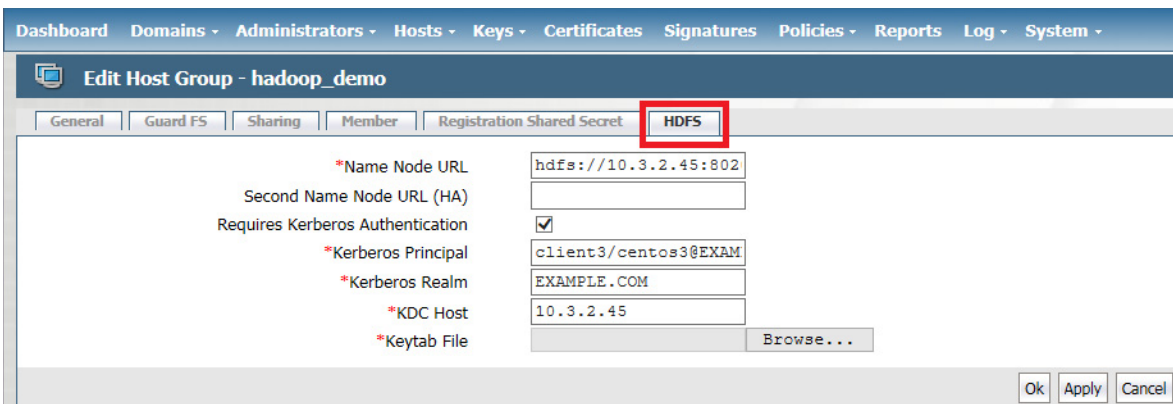 Dashboard Domains Administrators Hosts Keys Certificates Signatures Policies Reports Log System
Edit Host Group - hadoop_demo
General Guard FS Sharing Member Registration Shared Secret HDFS
*Name Node URL hdfs://10.3.2.45:802
Second Name Node URL (HA)
Requires Kerberos Authentication
*Kerberos Principal client3/centos3@EXAM
*Kerberos Realm EXAMPLE.COM
*KDC Host 10.3.2.45
*Keytab File Browse...
Ok Apply Cancel